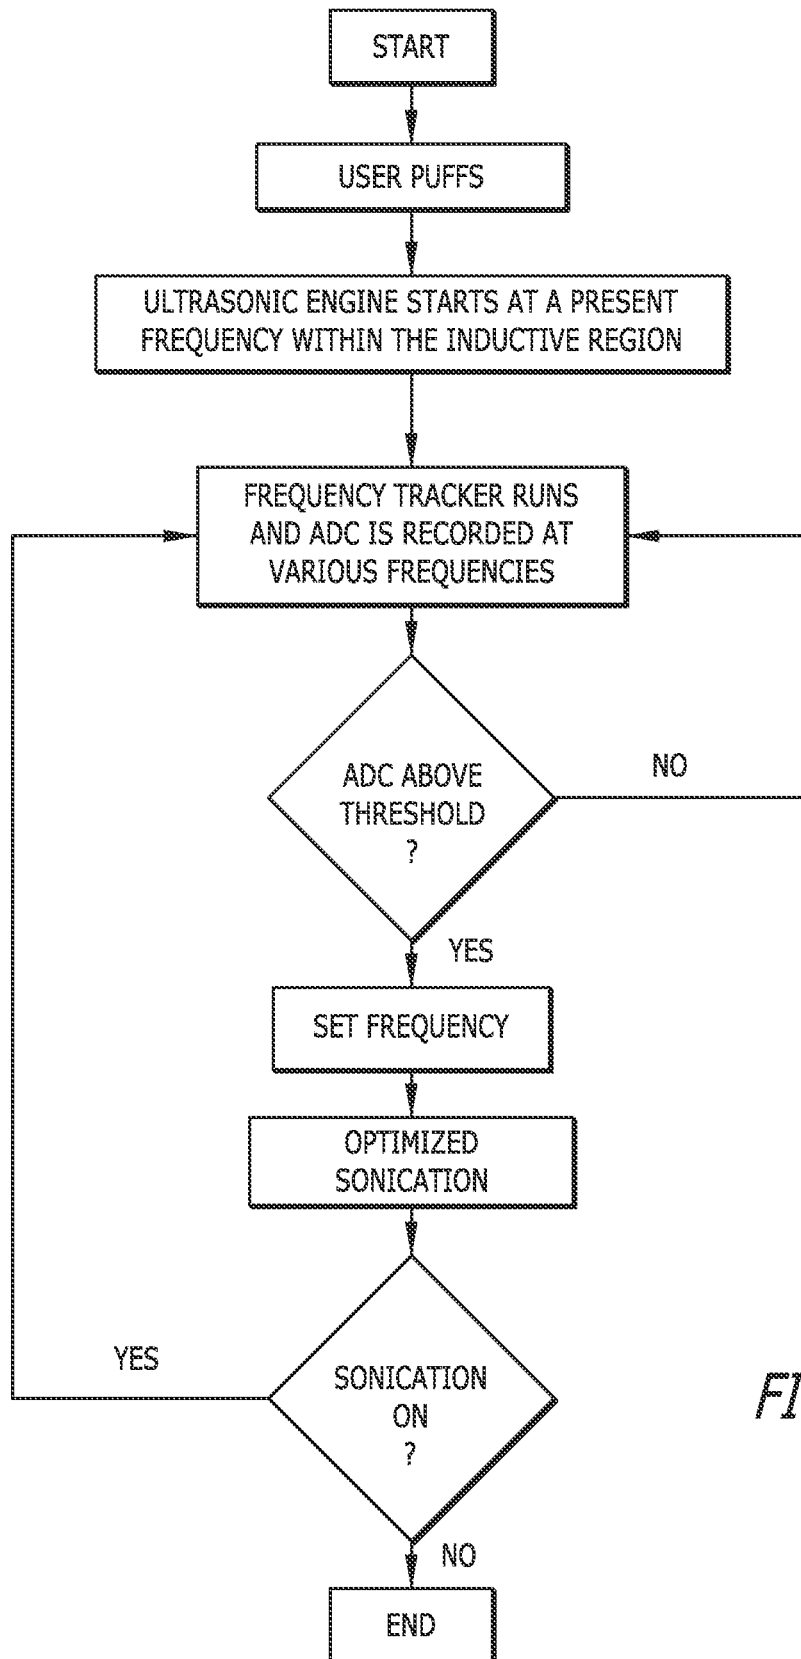 START
USER PUFFS
ULTRASONIC ENGINE STARTS AT A PRESENT
FREQUENCY WITHIN THE INDUCTIVE REGION
FREQUENCY TRACKER RUNS
AND ADC IS RECORDED AT
VARIOUS FREQUENCIES
ADC ABOVE
THRESHOLD
?
NO
YES
SET FREQUENCY
OPTIMIZED
SONICATION
YES
SONICATION
ON
?
NO
END